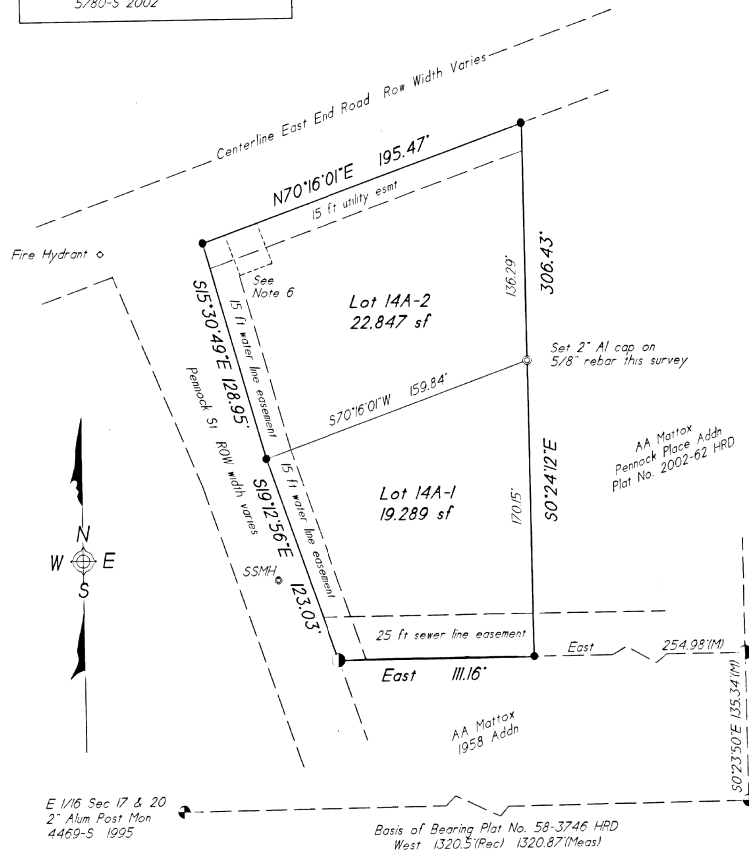 5780-S 2002
Centerline East End Road Row Width Varies
N70°16'01"E 195.47'
15 ft utility esmt
Fire Hydrant
See
Note 6
Lot 14A-2
22.847 sf
136.29'
306.43'
S15°30'49"E 128.95'
15 ft water line easement
Set 2" Al cap on
5/8" rebar this survey
S70°16'01"W 159.84'
Pennock St ROW width varies
AA Mattox
Pennock Place Addn
Plat No. 2002-62 HRD
Lot 14A-1
19.289 sf
170.15'
S0°24'12"E
S19°12'56"E 123.03'
15 ft water line easement
N
W E
S
SSMH
25 ft sewer line easement
East 254.98'(M)
East 111.16'
S0°23'50"E 135.34'(M)
AA Mattox
1958 Addn
E 1/16 Sec 17 & 20
2" Alum Post Mon
4469-S 1995
Basis of Bearing Plat No. 58-3746 HRD
West 1320.5'(Rec) 1320.87'(Meas)